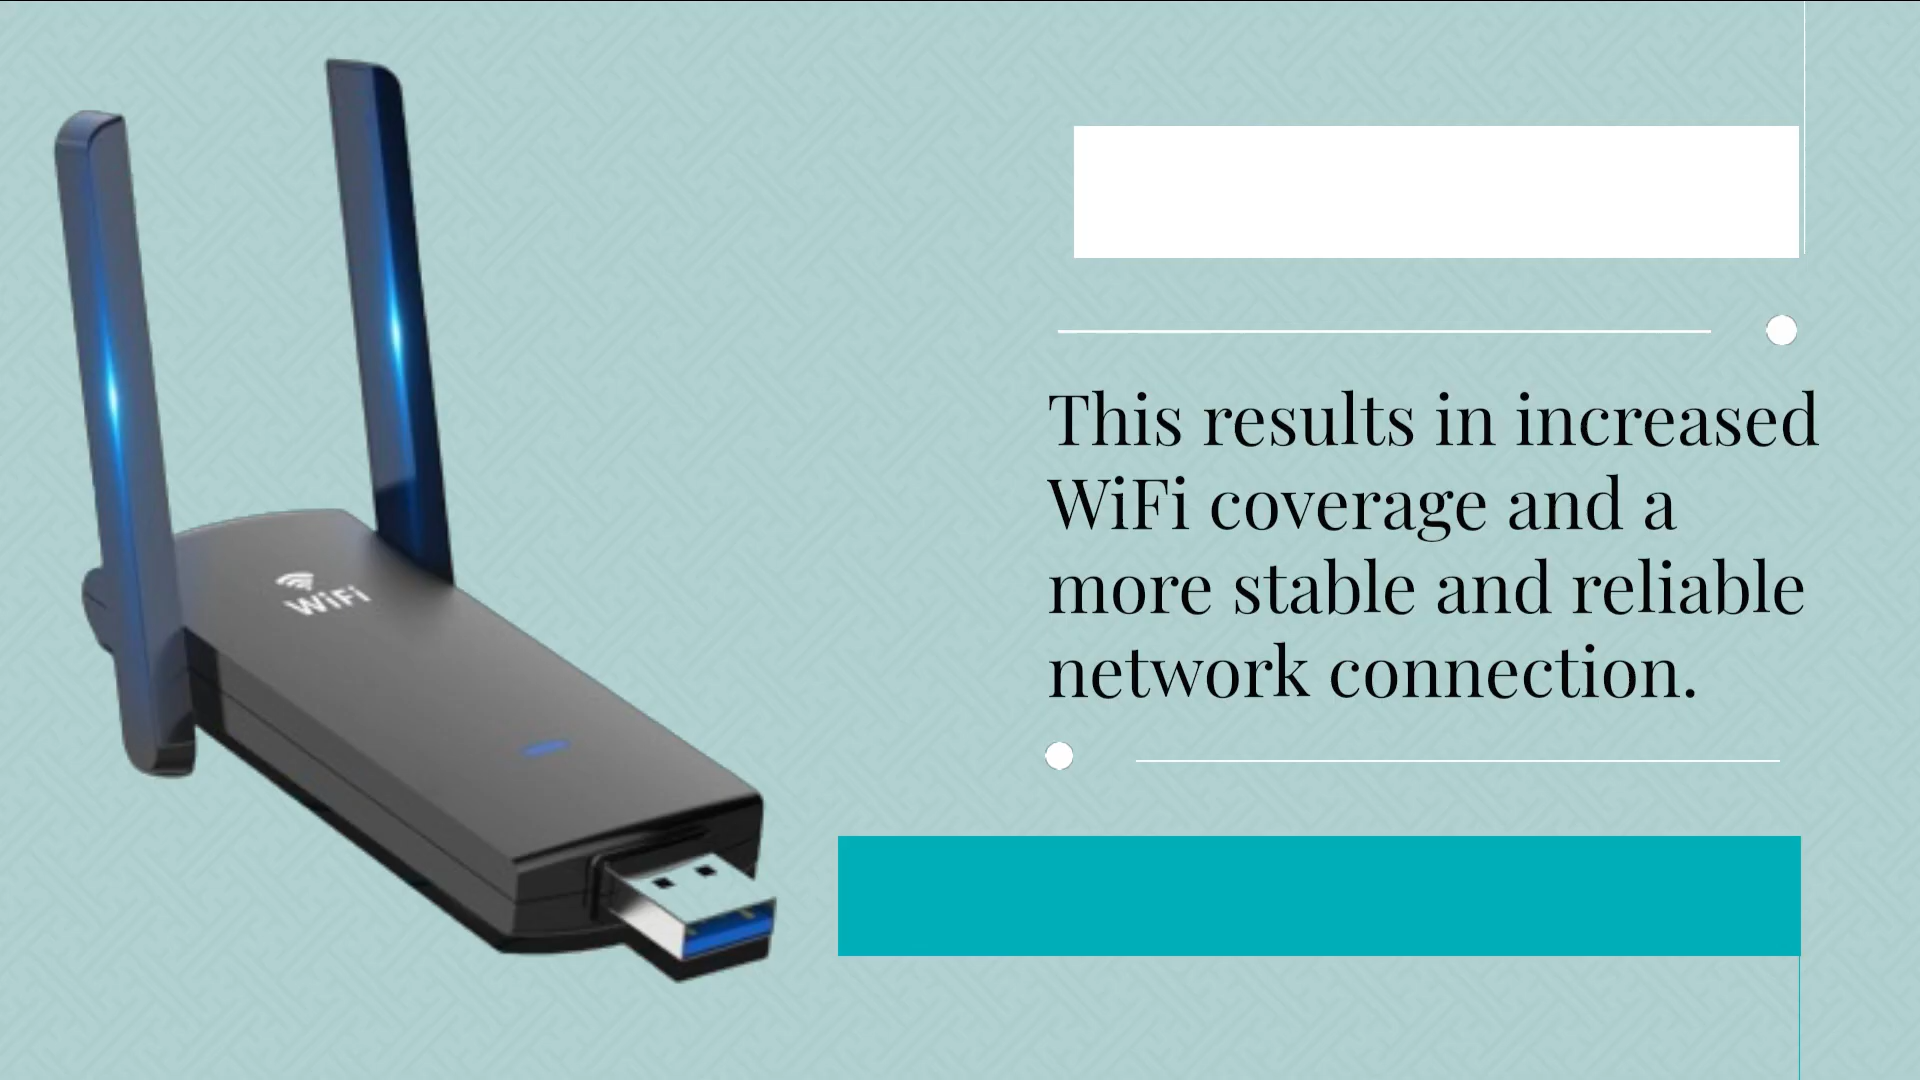 WiFi
This results in increased
WiFi coverage and a
more stable and reliable
network connection.